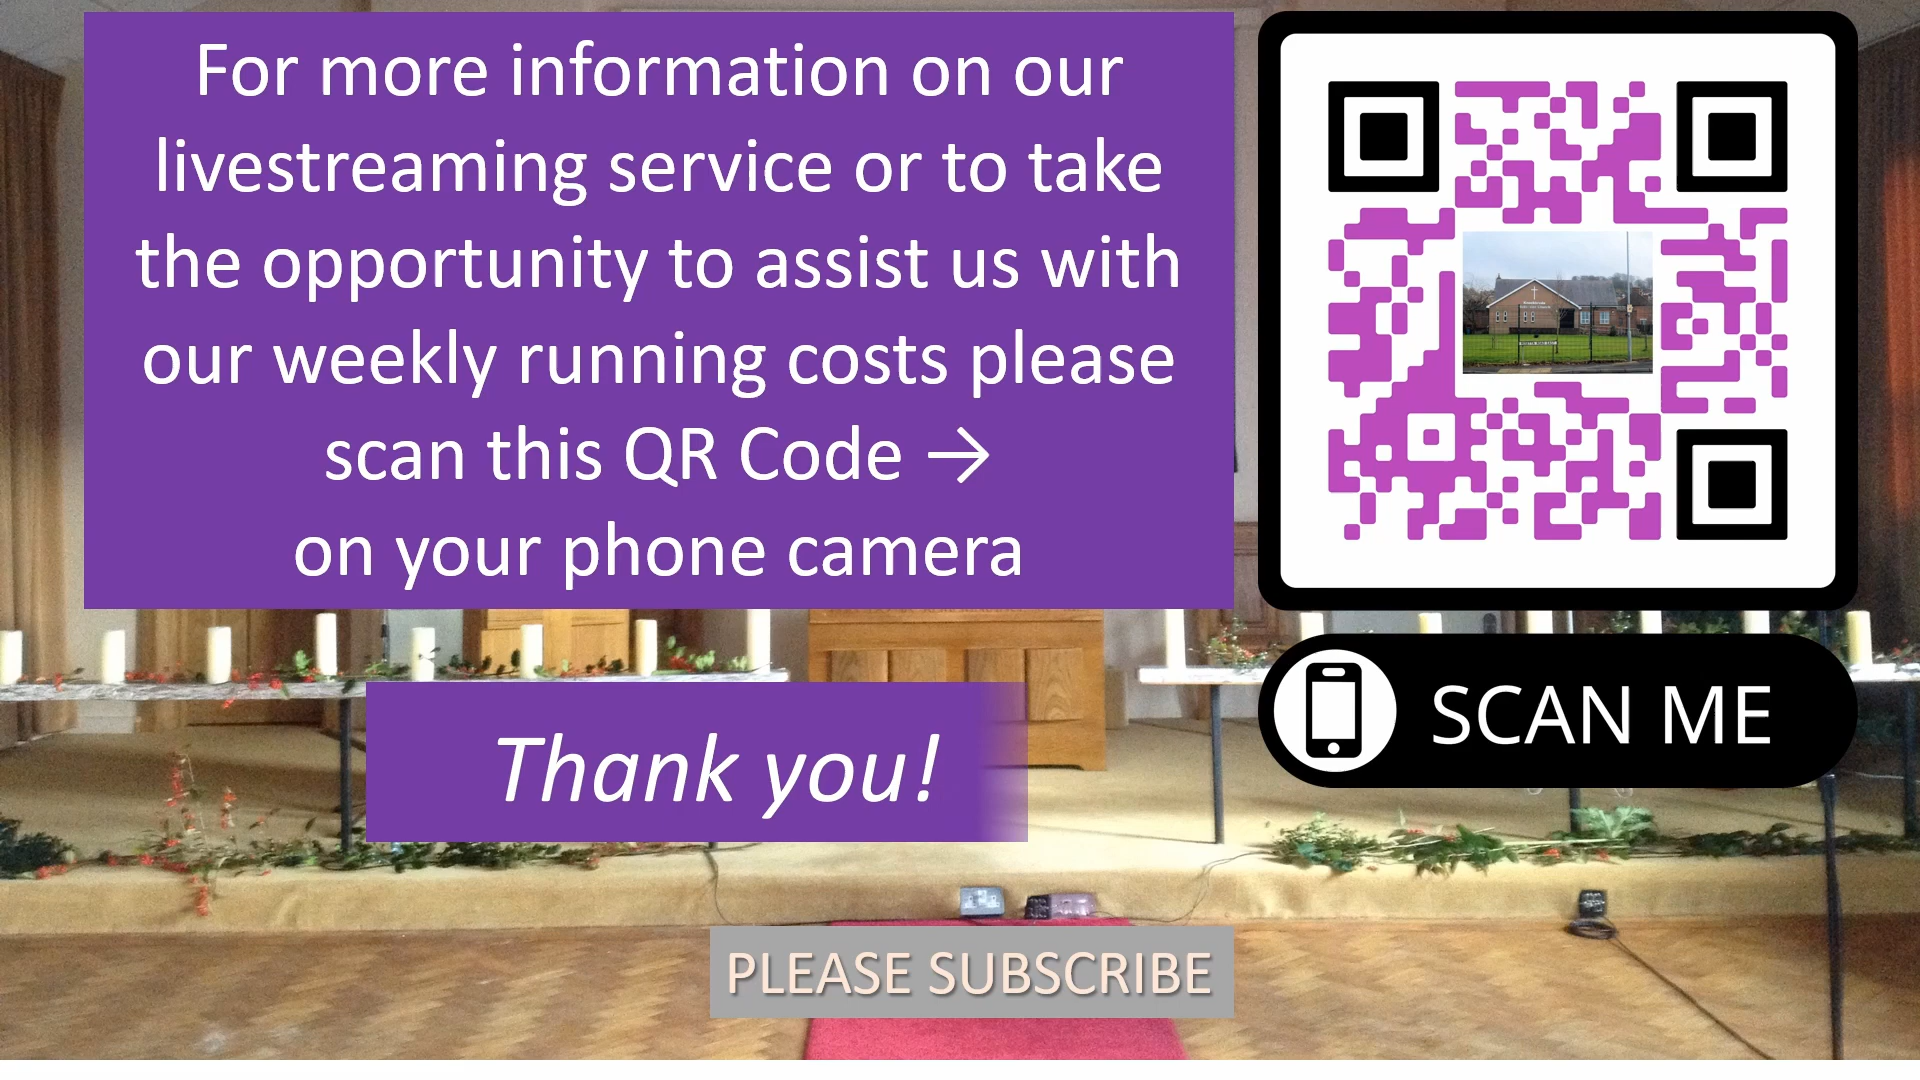 For more information on our
livestreaming service or to take
the opportunity to assist us with
our weekly running costs please
scan this QR Code →
on your phone camera
SCAN ME
Thank you!
PLEASE SUBSCRIBE